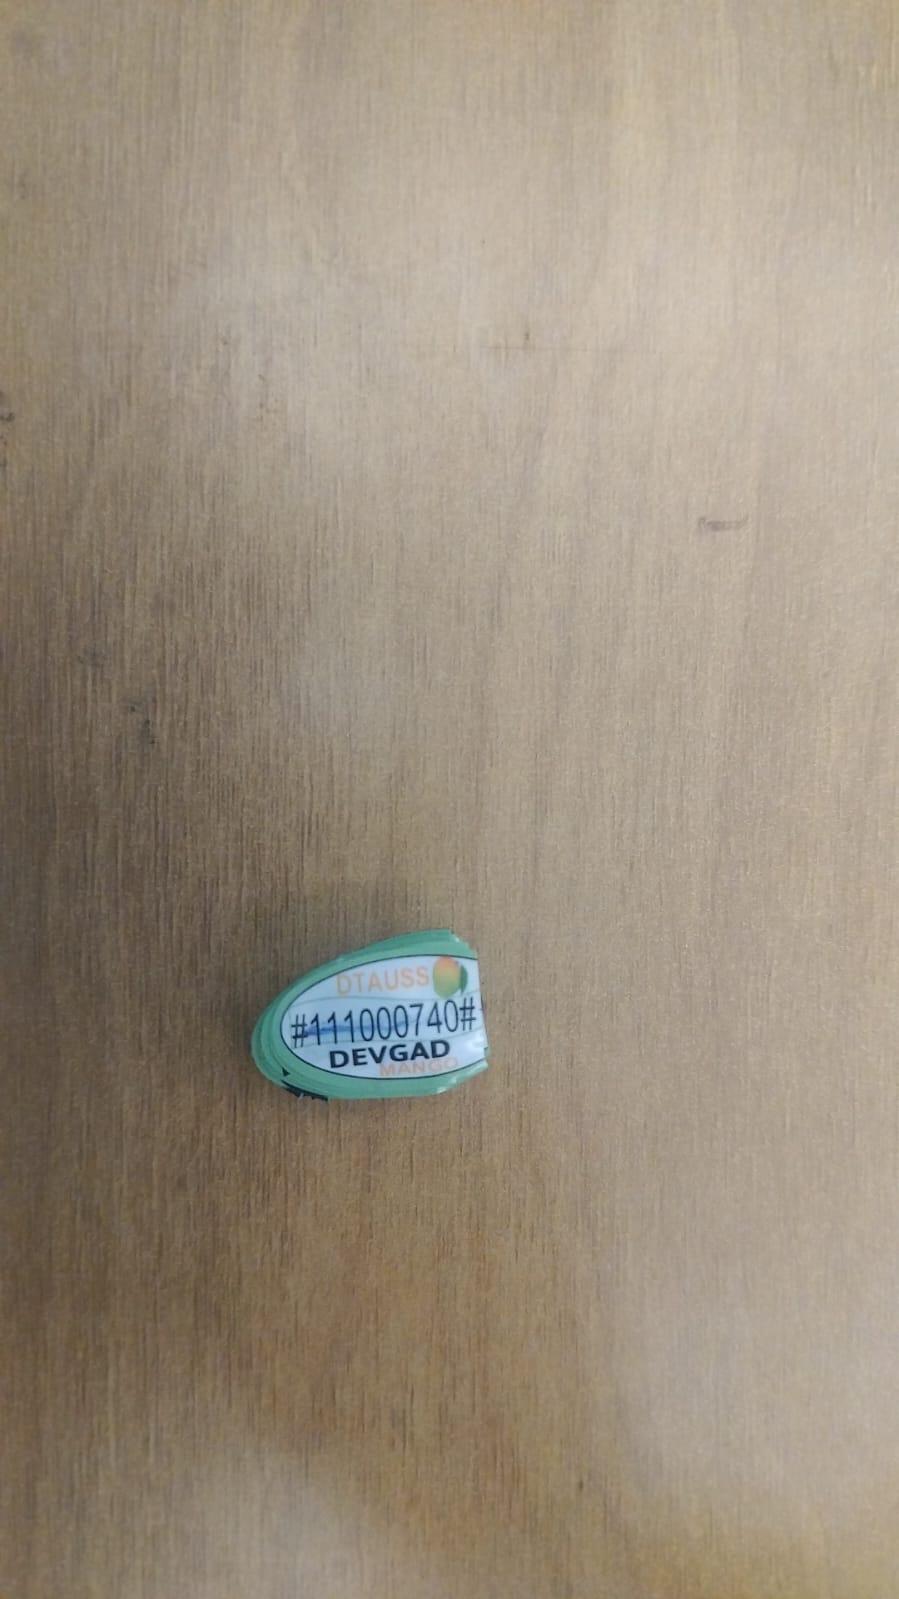 DTAUSS
#111000740#
DEVGAD
MANGO